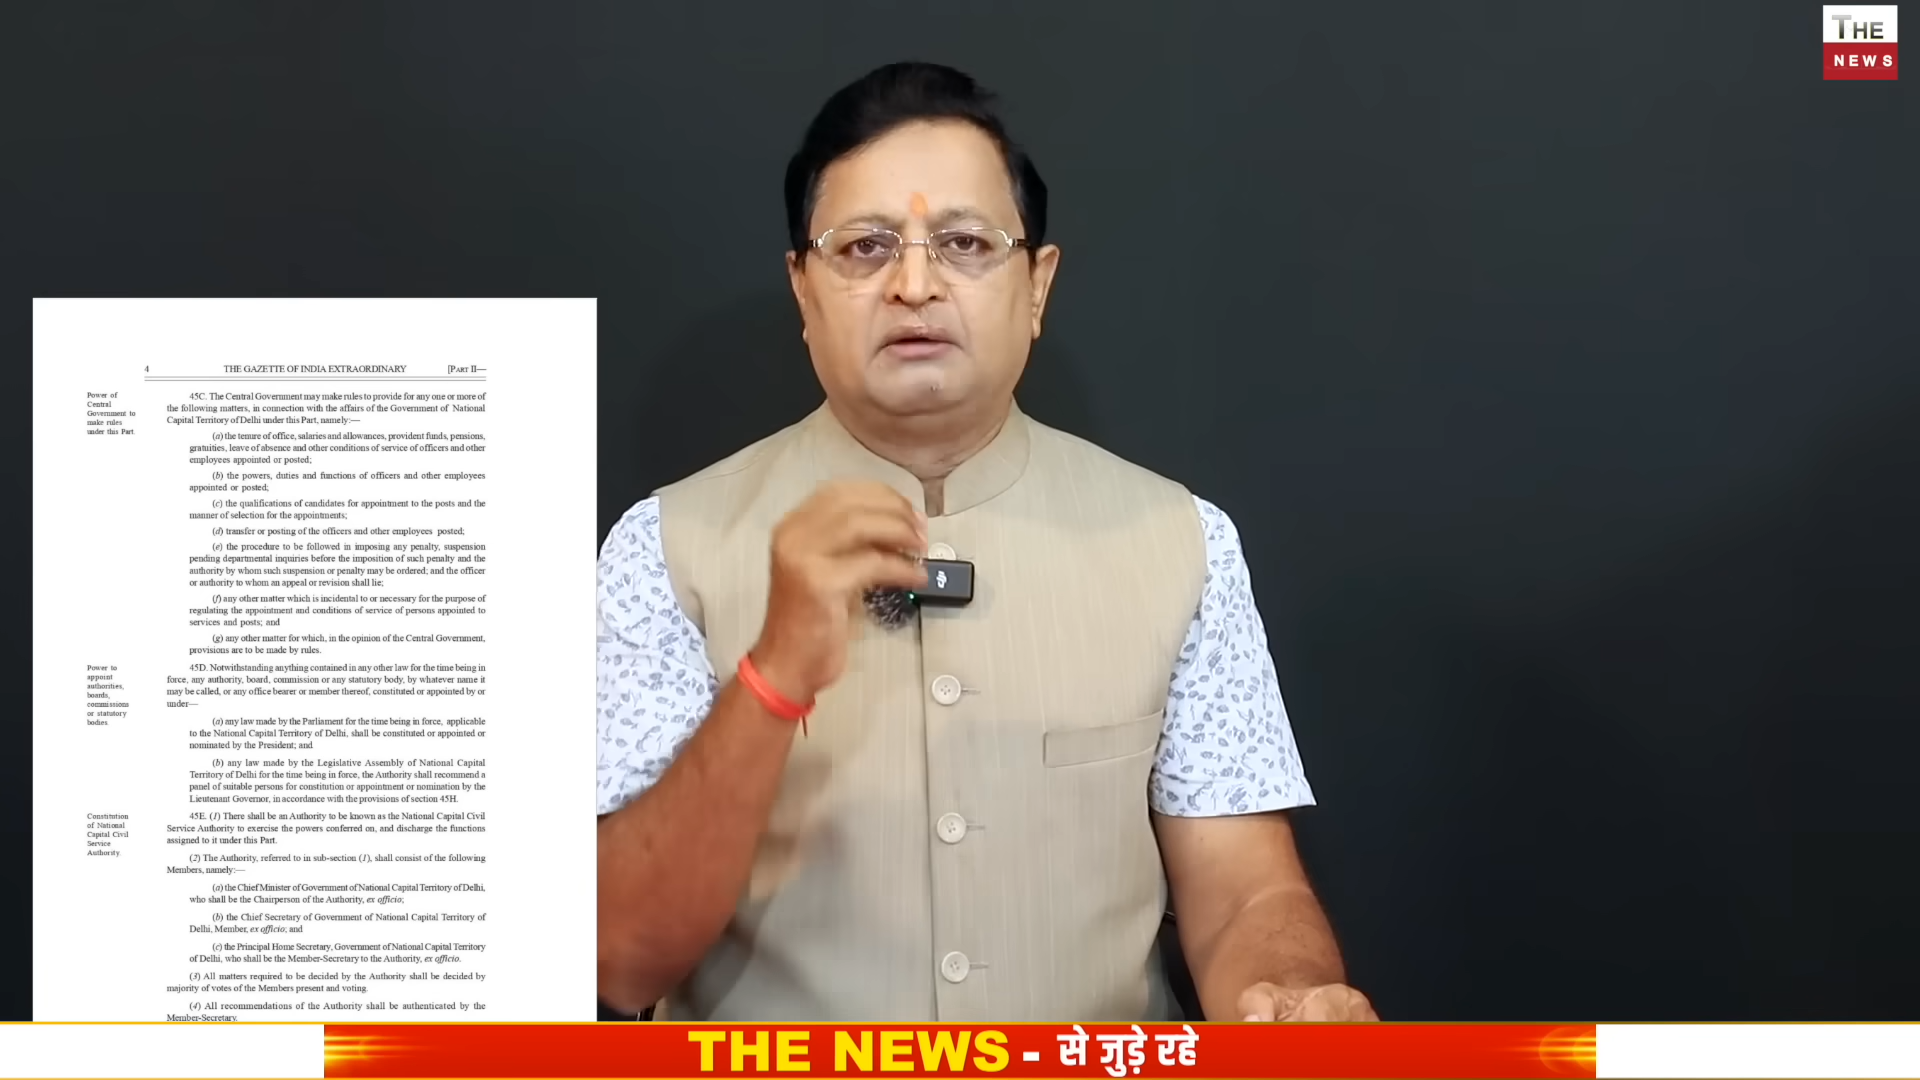 THE
NEWS
4 THE GAZETTE OF INDIA EXTRAORDINARY [PART II—
Power of
Central
Government to
make rules
under this Part.
45C. The Central Government may make rules to provide for any one or more of
the following matters, in connection with the affairs of the Government of National
Capital Territory of Delhi under this Part, namely:—
(a) the tenure of office, salaries and allowances, provident funds, pensions,
gratuities, leave of absence and other conditions of service of officers and other
employees appointed or posted;
(b) the powers, duties and functions of officers and other employees
appointed or posted;
(c) the qualifications of candidates for appointment to the posts and the
manner of selection for the appointments;
(d) transfer or posting of the officers and other employees posted;
(e) the procedure to be followed in imposing any penalty, suspension
pending departmental inquiries before the imposition of such penalty and the
authority by whom such suspension or penalty may be ordered; and the officer
or authority to whom an appeal or revision shall lie;
(f) any other matter which is incidental to or necessary for the purpose of
regulating the appointment and conditions of service of persons appointed to
services and posts; and
(g) any other matter for which, in the opinion of the Central Government,
provisions are to be made by rules.
Power to
appoint
authorities,
boards,
commissions
or statutory
bodies.
45D. Notwithstanding anything contained in any other law for the time being in
force, any authority, board, commission or any statutory body, by whatever name it
may be called, or any office bearer or member thereof, constituted or appointed by or
under—
(a) any law made by the Parliament for the time being in force, applicable
to the National Capital Territory of Delhi, shall be constituted or appointed or
nominated by the President; and
(b) any law made by the Legislative Assembly of National Capital
Territory of Delhi for the time being in force, the Authority shall recommend a
panel of suitable persons for constitution or appointment or nomination by the
Lieutenant Governor, in accordance with the provisions of section 45H.
Constitution
of National
Capital Civil
Service
Authority.
45E. (1) There shall be an Authority to be known as the National Capital Civil
Service Authority to exercise the powers conferred on, and discharge the functions
assigned to it under this Part.
(2) The Authority, referred to in sub-section (1), shall consist of the following
Members, namely:—
(a) the Chief Minister of Government of National Capital Territory of Delhi,
who shall be the Chairperson of the Authority, ex officio;
(b) the Chief Secretary of Government of National Capital Territory of
Delhi, Member, ex officio; and
(c) the Principal Home Secretary, Government of National Capital Territory
of Delhi, who shall be the Member-Secretary to the Authority, ex officio.
(3) All matters required to be decided by the Authority shall be decided by
majority of votes of the Members present and voting.
(4) All recommendations of the Authority shall be authenticated by the
Member-Secretary.
THE NEWS - से जुड़े रहे